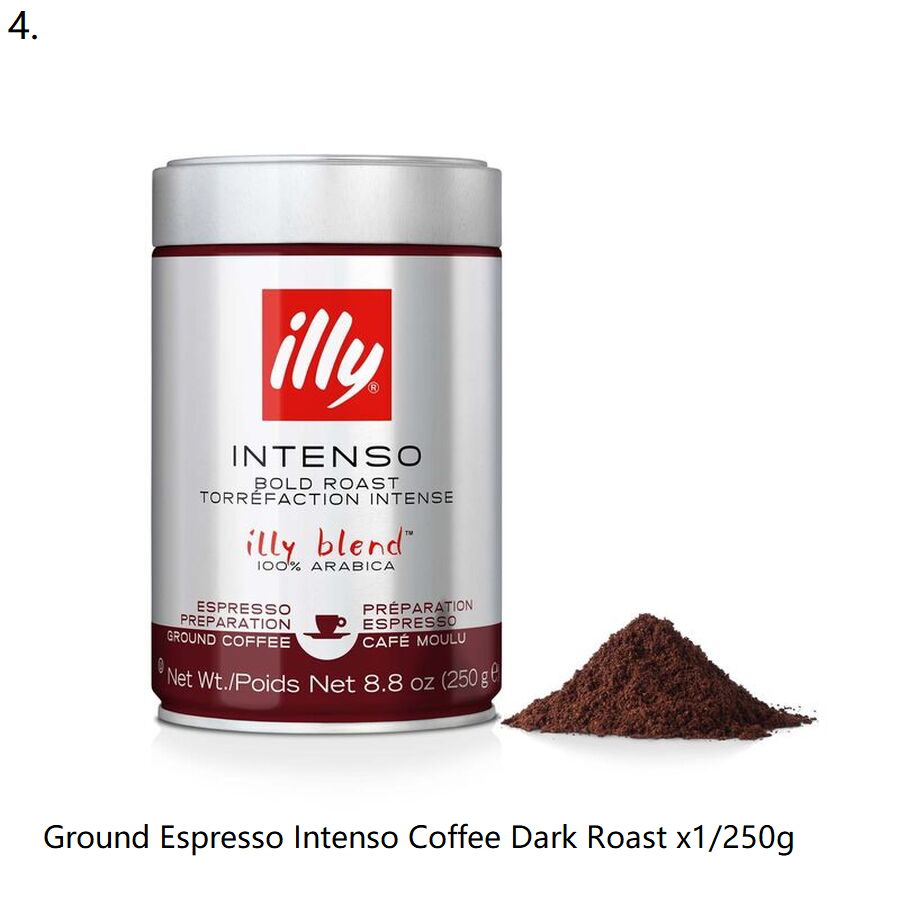 4.
illy®
INTENSO
BOLD ROAST
TORRÉFACTION INTENSE
illy blend™
100% ARABICA
ESPRESSO
PREPARATION
GROUND COFFEE
PRÉPARATION
ESPRESSO
CAFÉ MOULU
Net Wt./Poids Net 8.8 oz (250 g ℮)
Ground Espresso Intenso Coffee Dark Roast x1/250g